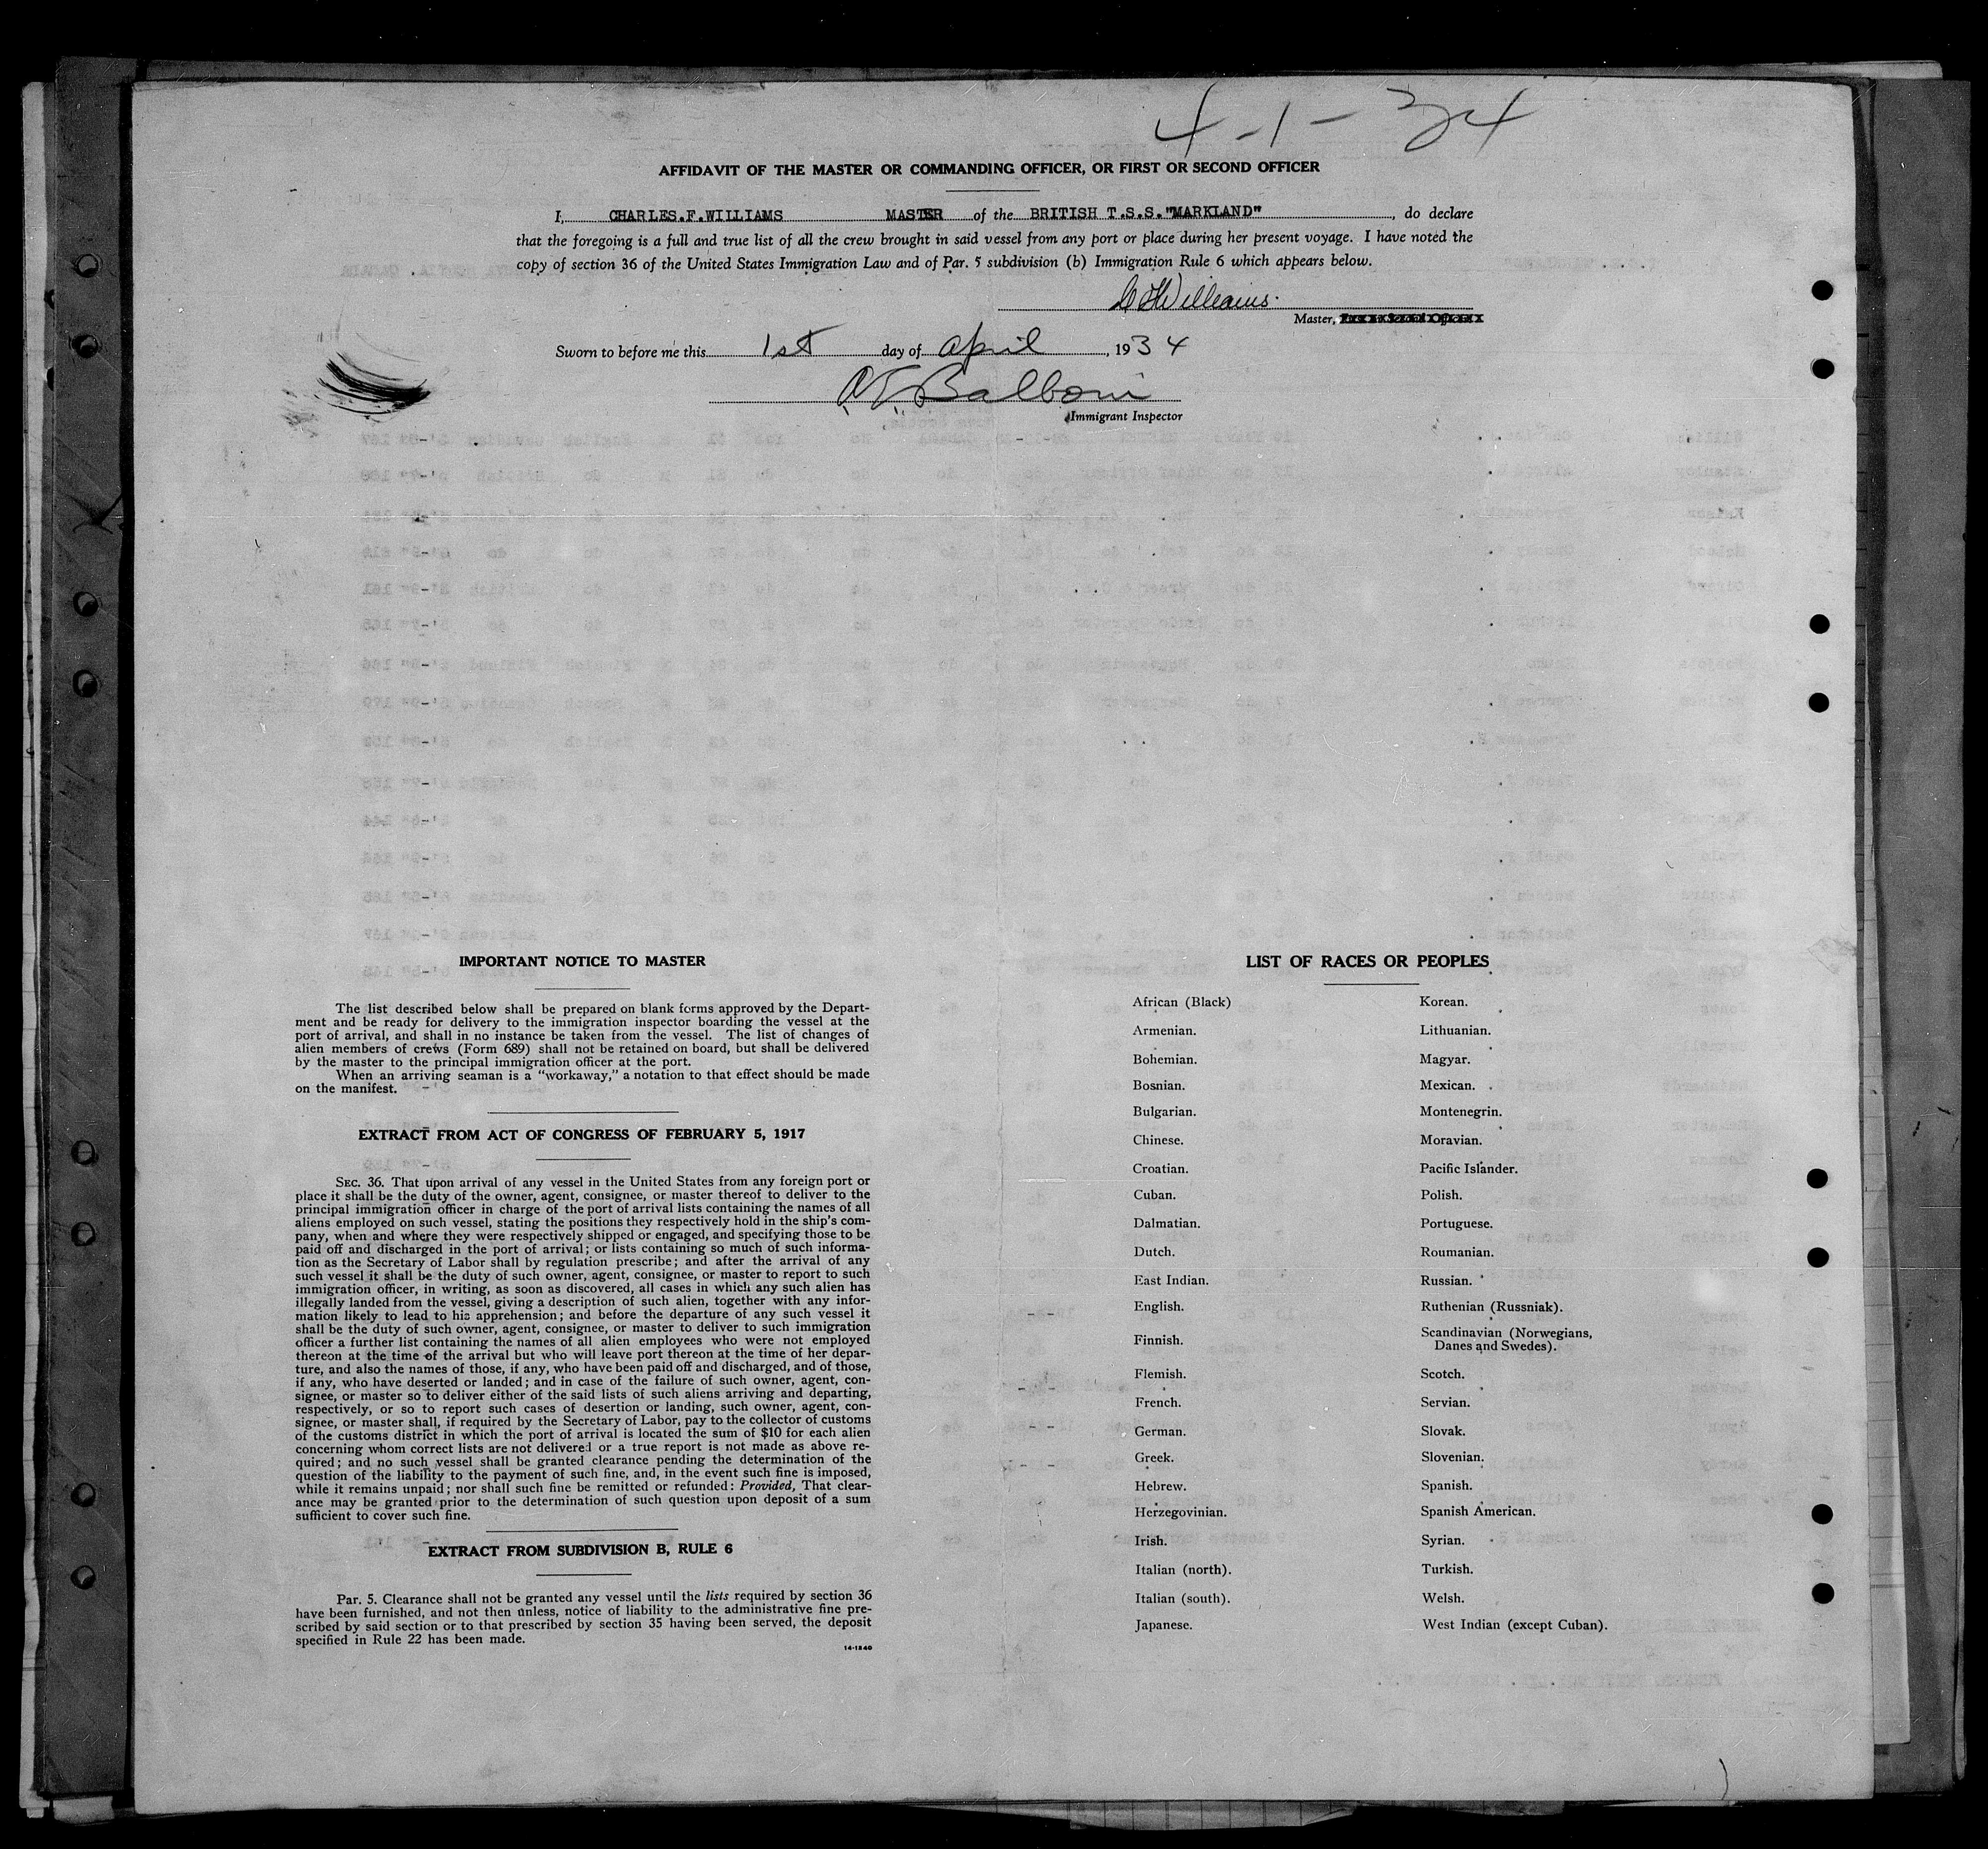 4-1-34
AFFIDAVIT OF THE MASTER OR COMMANDING OFFICER, OR FIRST OR SECOND OFFICER
I, CHARLES.F.WILLIAMS MASTER of the BRITISH T.S.S."MARKLAND", do declare
that the foregoing is a full and true list of all the crew brought in said vessel from any port or place during her present voyage. I have noted the
copy of section 36 of the United States Immigration Law and of Par. 5 subdivision (b) Immigration Rule 6 which appears below.
C F Williams.
Master,
Sworn to before me this 1st day of April, 1934
Immigrant Inspector
IMPORTANT NOTICE TO MASTER
The list described below shall be prepared on blank forms approved by the Depart-
ment and be ready for delivery to the immigration inspector boarding the vessel at the
port of arrival, and shall in no instance be taken from the vessel. The list of changes of
alien members of crews (Form 689) shall not be retained on board, but shall be delivered
by the master to the principal immigration officer at the port.
When an arriving seaman is a "workaway," a notation to that effect should be made
on the manifest.
EXTRACT FROM ACT OF CONGRESS OF FEBRUARY 5, 1917
SEC. 36. That upon arrival of any vessel in the United States from any foreign port or
place it shall be the duty of the owner, agent, consignee, or master thereof to deliver to the
principal immigration officer in charge of the port of arrival lists containing the names of all
aliens employed on such vessel, stating the positions they respectively hold in the ship's com-
pany, when and where they were respectively shipped or engaged, and specifying those to be
paid off and discharged in the port of arrival; or lists containing so much of such informa-
tion as the Secretary of Labor shall by regulation prescribe; and after the arrival of any
such vessel it shall be the duty of such owner, agent, consignee, or master to report to such
immigration officer, in writing, as soon as discovered, all cases in which any such alien has
illegally landed from the vessel, giving a description of such alien, together with any infor-
mation likely to lead to his apprehension; and before the departure of any such vessel it
shall be the duty of such owner, agent, consignee, or master to deliver to such immigration
officer a further list containing the names of all alien employees who were not employed
thereon at the time of the arrival but who will leave port thereon at the time of her depar-
ture, and also the names of those, if any, who have been paid off and discharged, and of those,
if any, who have deserted or landed; and in case of the failure of such owner, agent, con-
signee, or master so to deliver either of the said lists of such aliens arriving and departing,
respectively, or so to report such cases of desertion or landing, such owner, agent, con-
signee, or master shall, if required by the Secretary of Labor, pay to the collector of customs
of the customs district in which the port of arrival is located the sum of $10 for each alien
concerning whom correct lists are not delivered or a true report is not made as above re-
quired; and no such vessel shall be granted clearance pending the determination of the
question of the liability to the payment of such fine, and, in the event such fine is imposed,
while it remains unpaid; nor shall such fine be remitted or refunded: Provided, That clear-
ance may be granted prior to the determination of such question upon deposit of a sum
sufficient to cover such fine.
EXTRACT FROM SUBDIVISION B, RULE 6
Par. 5. Clearance shall not be granted any vessel until the lists required by section 36
have been furnished, and not then unless, notice of liability to the administrative fine pre-
scribed by said section or to that prescribed by section 35 having been served, the deposit
specified in Rule 22 has been made.
14-1240
LIST OF RACES OR PEOPLES
African (Black)
Armenian.
Bohemian.
Bosnian.
Bulgarian.
Chinese.
Croatian.
Cuban.
Dalmatian.
Dutch.
East Indian.
English.
Finnish.
Flemish.
French.
German.
Greek.
Hebrew.
Herzegovinian.
Irish.
Italian (north).
Italian (south).
Japanese.
Korean.
Lithuanian.
Magyar.
Mexican.
Montenegrin.
Moravian.
Pacific Islander.
Polish.
Portuguese.
Roumanian.
Russian.
Ruthenian (Russniak).
Scandinavian (Norwegians,
Danes and Swedes).
Scotch.
Servian.
Slovak.
Slovenian.
Spanish.
Spanish American.
Syrian.
Turkish.
Welsh.
West Indian (except Cuban).